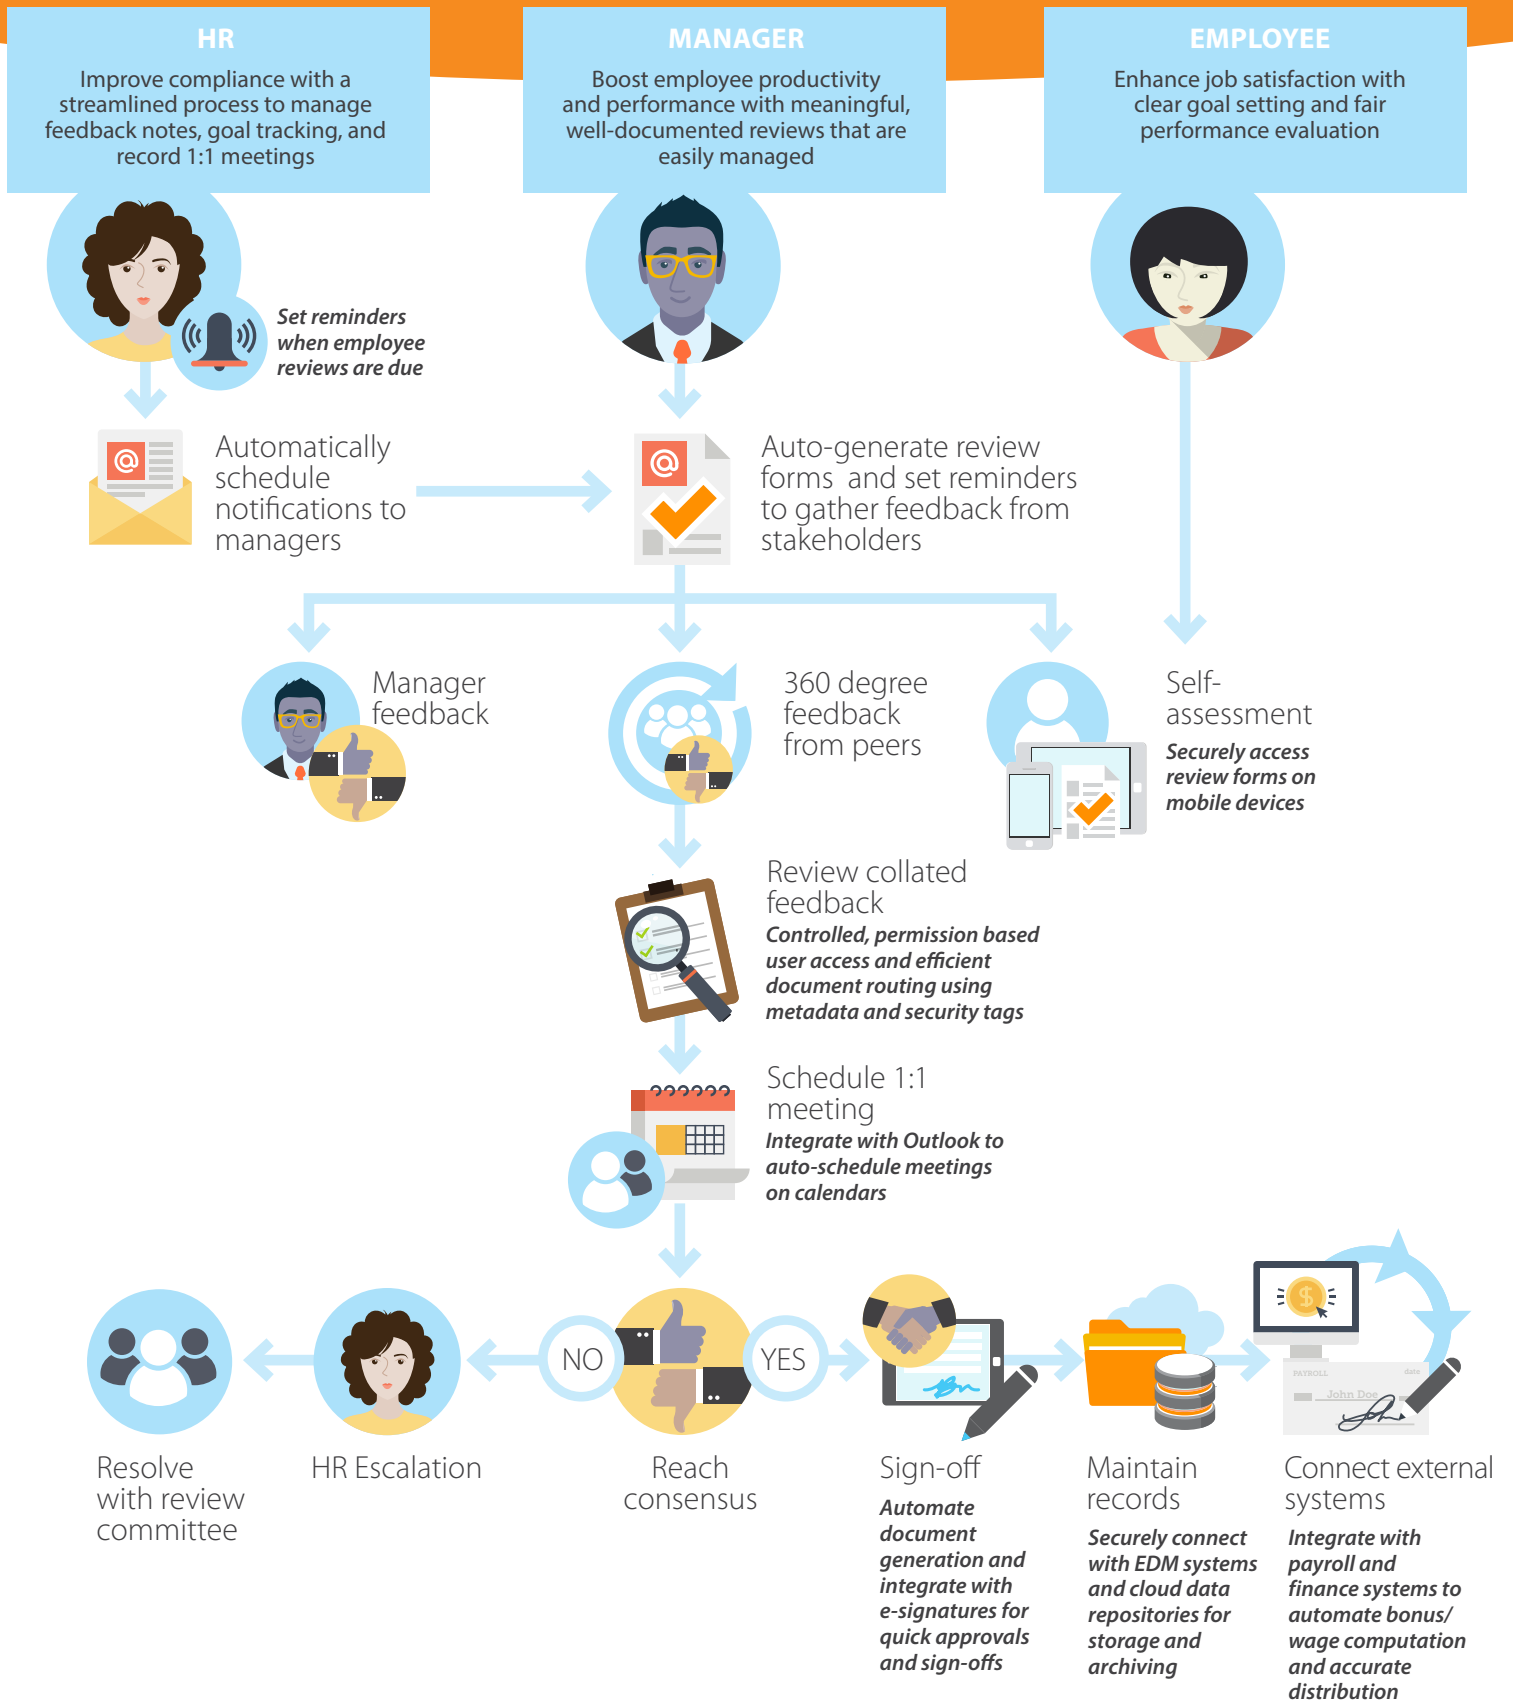 HR
Improve compliance with a
streamlined process to manage
feedback notes, goal tracking, and
record 1:1 meetings
MANAGER
Boost employee productivity
and performance with meaningful,
well-documented reviews that are
easily managed
EMPLOYEE
Enhance job satisfaction with
clear goal setting and fair
performance evaluation
Set reminders
when employee
reviews are due
@
Automatically
schedule
notifications to
managers
@
Auto-generate review
forms and set reminders
to gather feedback from
stakeholders
Manager
feedback
360 degree
feedback
from peers
Self-
assessment
Securely access
review forms on
mobile devices
Review collated
feedback
Controlled, permission based
user access and efficient
document routing using
metadata and security tags
Schedule 1:1
meeting
Integrate with Outlook to
auto-schedule meetings
on calendars
NO
YES
$
PAYROLL
date
John Doe
Resolve
with review
committee
HR Escalation
Reach
consensus
Sign-off
Automate
document
generation and
integrate with
e-signatures for
quick approvals
and sign-offs
Maintain
records
Securely connect
with EDM systems
and cloud data
repositories for
storage and
archiving
Connect external
systems
Integrate with
payroll and
finance systems to
automate bonus/
wage computation
and accurate
distribution